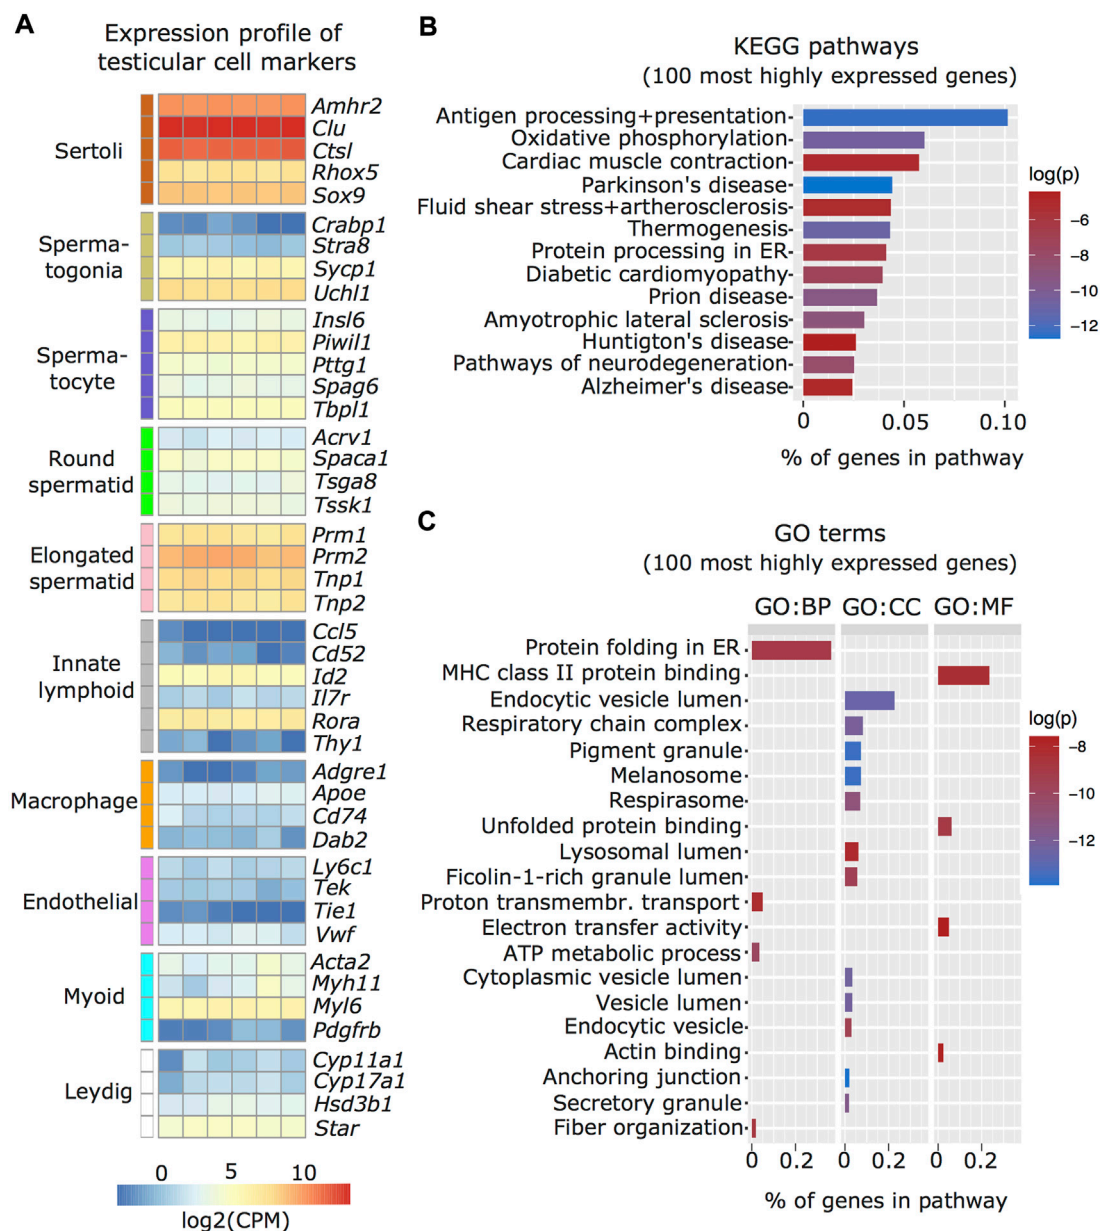 A
Expression profile of
testicular cell markers
Sertoli
Amhr2
Clu
Ctsl
Rhox5
Sox9
Sperma-
togonia
Crabp1
Stra8
Sycp1
Uchl1
Sperma-
tocyte
Insl6
Piwil1
Pttg1
Spag6
Tbpl1
Round
spermatid
Acrv1
Spaca1
Tsga8
Tssk1
Elongated
spermatid
Prm1
Prm2
Tnp1
Tnp2
Innate
lymphoid
Ccl5
Cd52
Id2
Il7r
Rora
Thy1
Macrophage
Adgre1
Apoe
Cd74
Dab2
Endothelial
Ly6c1
Tek
Tie1
Vwf
Myoid
Acta2
Myh11
Myl6
Pdgfrb
Leydig
Cyp11a1
Cyp17a1
Hsd3b1
Star
0 5 10
log2(CPM)
B
KEGG pathways
(100 most highly expressed genes)
Antigen processing+presentation
Oxidative phosphorylation
Cardiac muscle contraction
Parkinson's disease
Fluid shear stress+artherosclerosis
Thermogenesis
Protein processing in ER
Diabetic cardiomyopathy
Prion disease
Amyotrophic lateral sclerosis
Huntigton's disease
Pathways of neurodegeneration
Alzheimer's disease
0 0.05 0.10
% of genes in pathway
log(p)
−6
−8
−10
−12
C
GO terms
(100 most highly expressed genes)
GO:BP GO:CC GO:MF
Protein folding in ER
MHC class II protein binding
Endocytic vesicle lumen
Respiratory chain complex
Pigment granule
Melanosome
Respirasome
Unfolded protein binding
Lysosomal lumen
Ficolin-1-rich granule lumen
Proton transmembr. transport
Electron transfer activity
ATP metabolic process
Cytoplasmic vesicle lumen
Vesicle lumen
Endocytic vesicle
Actin binding
Anchoring junction
Secretory granule
Fiber organization
0 0.2 0 0.2 0 0.2
% of genes in pathway
log(p)
−8
−10
−12